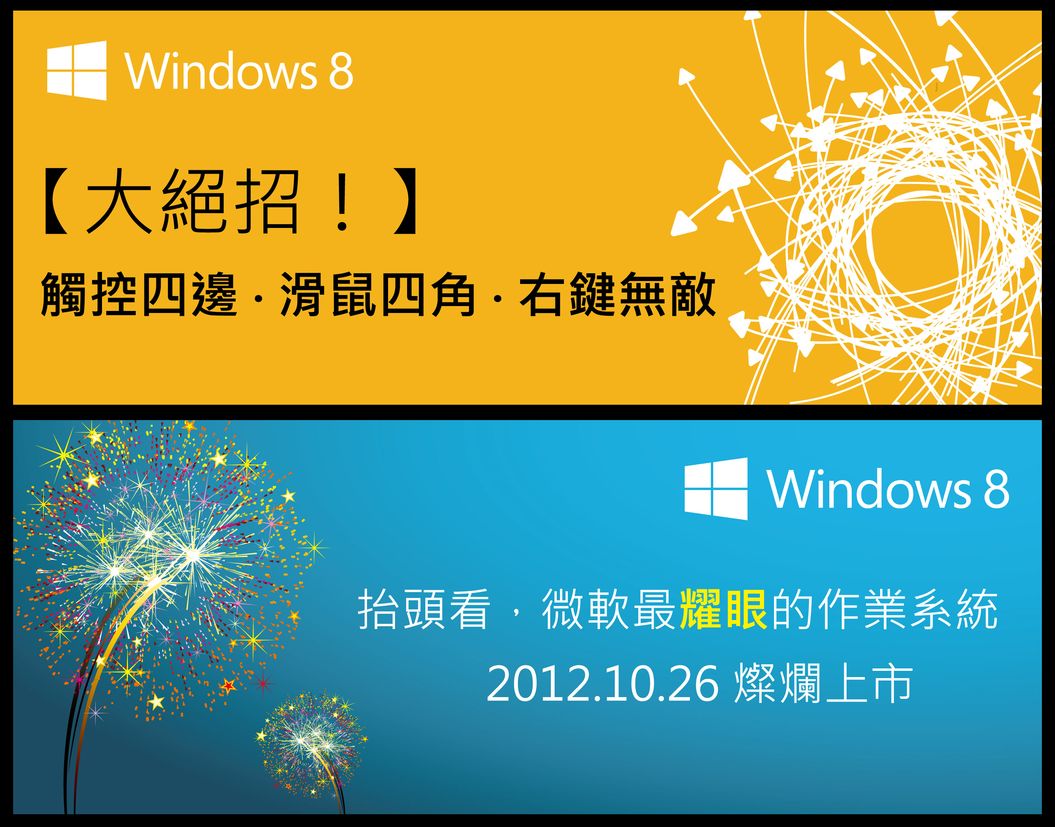 Windows 8
【大絕招！】
觸控四邊．滑鼠四角．右鍵無敵
Windows 8
抬頭看，微軟最耀眼的作業系統
2012.10.26 燦爛上市